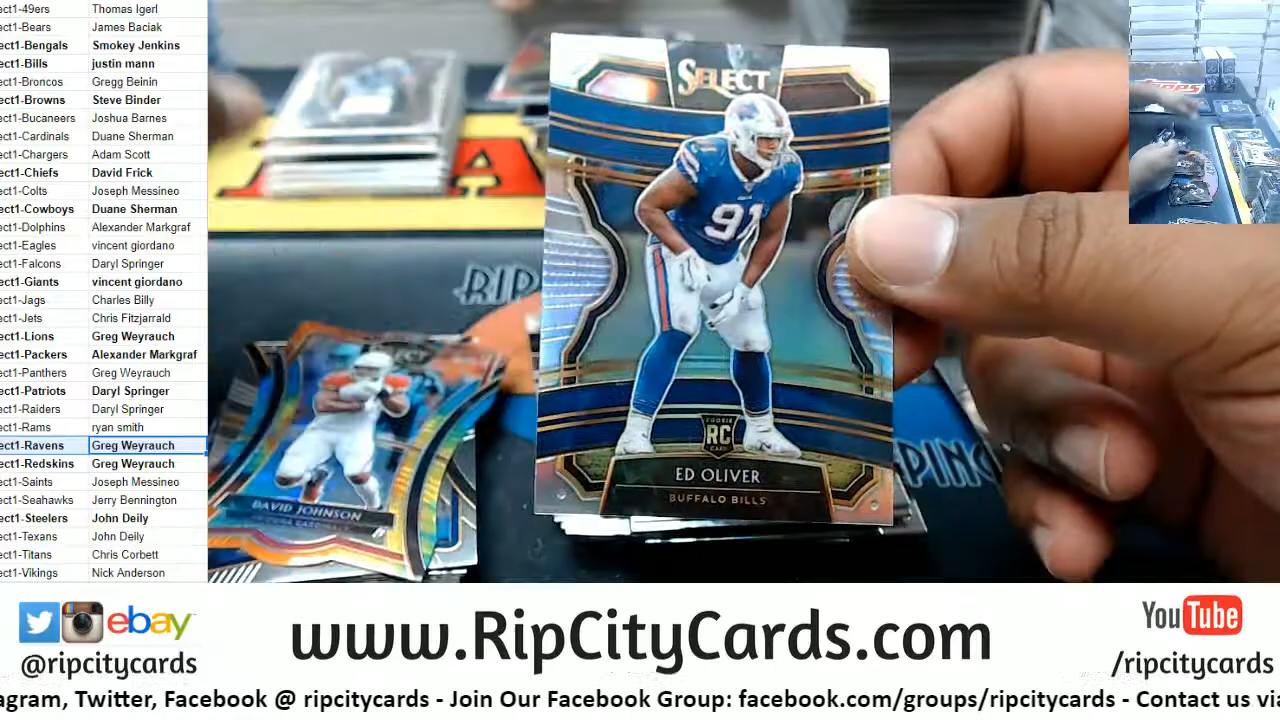 ect1-49ers Thomas Igerl
ect1-Bears James Baciak
ect1-Bengals Smokey Jenkins
ect1-Bills justin mann
ect1-Broncos Gregg Beinin
ect1-Browns Steve Binder
ect1-Bucaneers Joshua Barnes
ect1-Cardinals Duane Sherman
ect1-Chargers Adam Scott
ect1-Chiefs David Frick
ect1-Colts Joseph Messineo
ect1-Cowboys Duane Sherman
ect1-Dolphins Alexander Markgraf
ect1-Eagles vincent giordano
ect1-Falcons Daryl Springer
ect1-Giants vincent giordano
ect1-Jags Charles Billy
ect1-Jets Chris Fitzjarrald
ect1-Lions Greg Weyrauch
ect1-Packers Alexander Markgraf
ect1-Panthers Greg Weyrauch
ect1-Patriots Daryl Springer
ect1-Raiders Daryl Springer
ect1-Rams ryan smith
ect1-Ravens Greg Weyrauch
ect1-Redskins Greg Weyrauch
ect1-Saints Joseph Messineo
ect1-Seahawks Jerry Bennington
ect1-Steelers John Deily
ect1-Texans John Deily
ect1-Titans Chris Corbett
ect1-Vikings Nick Anderson
SELECT
91
ROOKIE
RC
CARD
ED OLIVER
BUFFALO BILLS
RIP
PING
DAVID JOHNSON
ebay
@ripcitycards
www.RipCityCards.com
YouTube
/ripcitycards
agram, Twitter, Facebook @ ripcitycards - Join Our Facebook Group: facebook.com/groups/ripcitycards - Contact us via